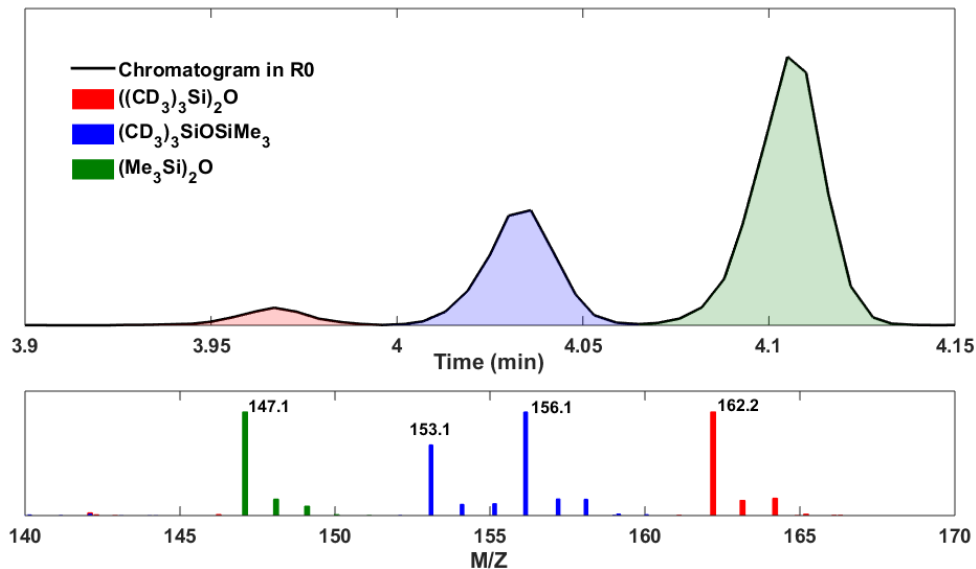 Chromatogram in R0
((CD3)3Si)2O
(CD3)3SiOSiMe3
(Me3Si)2O
3.9 3.95 4 4.05 4.1 4.15
Time (min)
147.1 153.1 156.1 162.2
140 145 150 155 160 165 170
M/Z